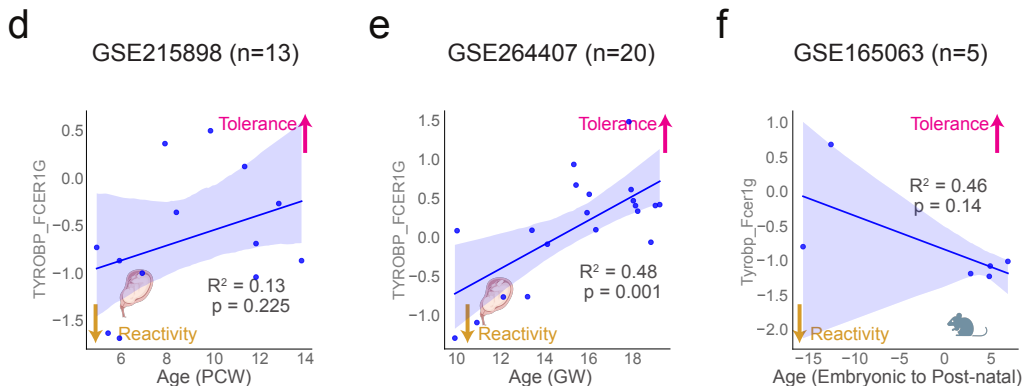 d
GSE215898 (n=13)
TYROBP_FCER1G
0.5
0.0
−0.5
−1.0
−1.5
Tolerance
R² = 0.13
p = 0.225
Reactivity
6
8
10
12
14
Age (PCW)
e
GSE264407 (n=20)
TYROBP_FCER1G
1.5
1.0
0.5
0.0
−0.5
−1.0
Tolerance
R² = 0.48
p = 0.001
Reactivity
10
12
14
16
18
Age (GW)
f
GSE165063 (n=5)
Tyrobp_Fcer1g
1.0
0.5
0.0
−0.5
−1.0
−1.5
−2.0
Tolerance
R² = 0.46
p = 0.14
Reactivity
−15
−10
−5
0
5
Age (Embryonic to Post-natal)